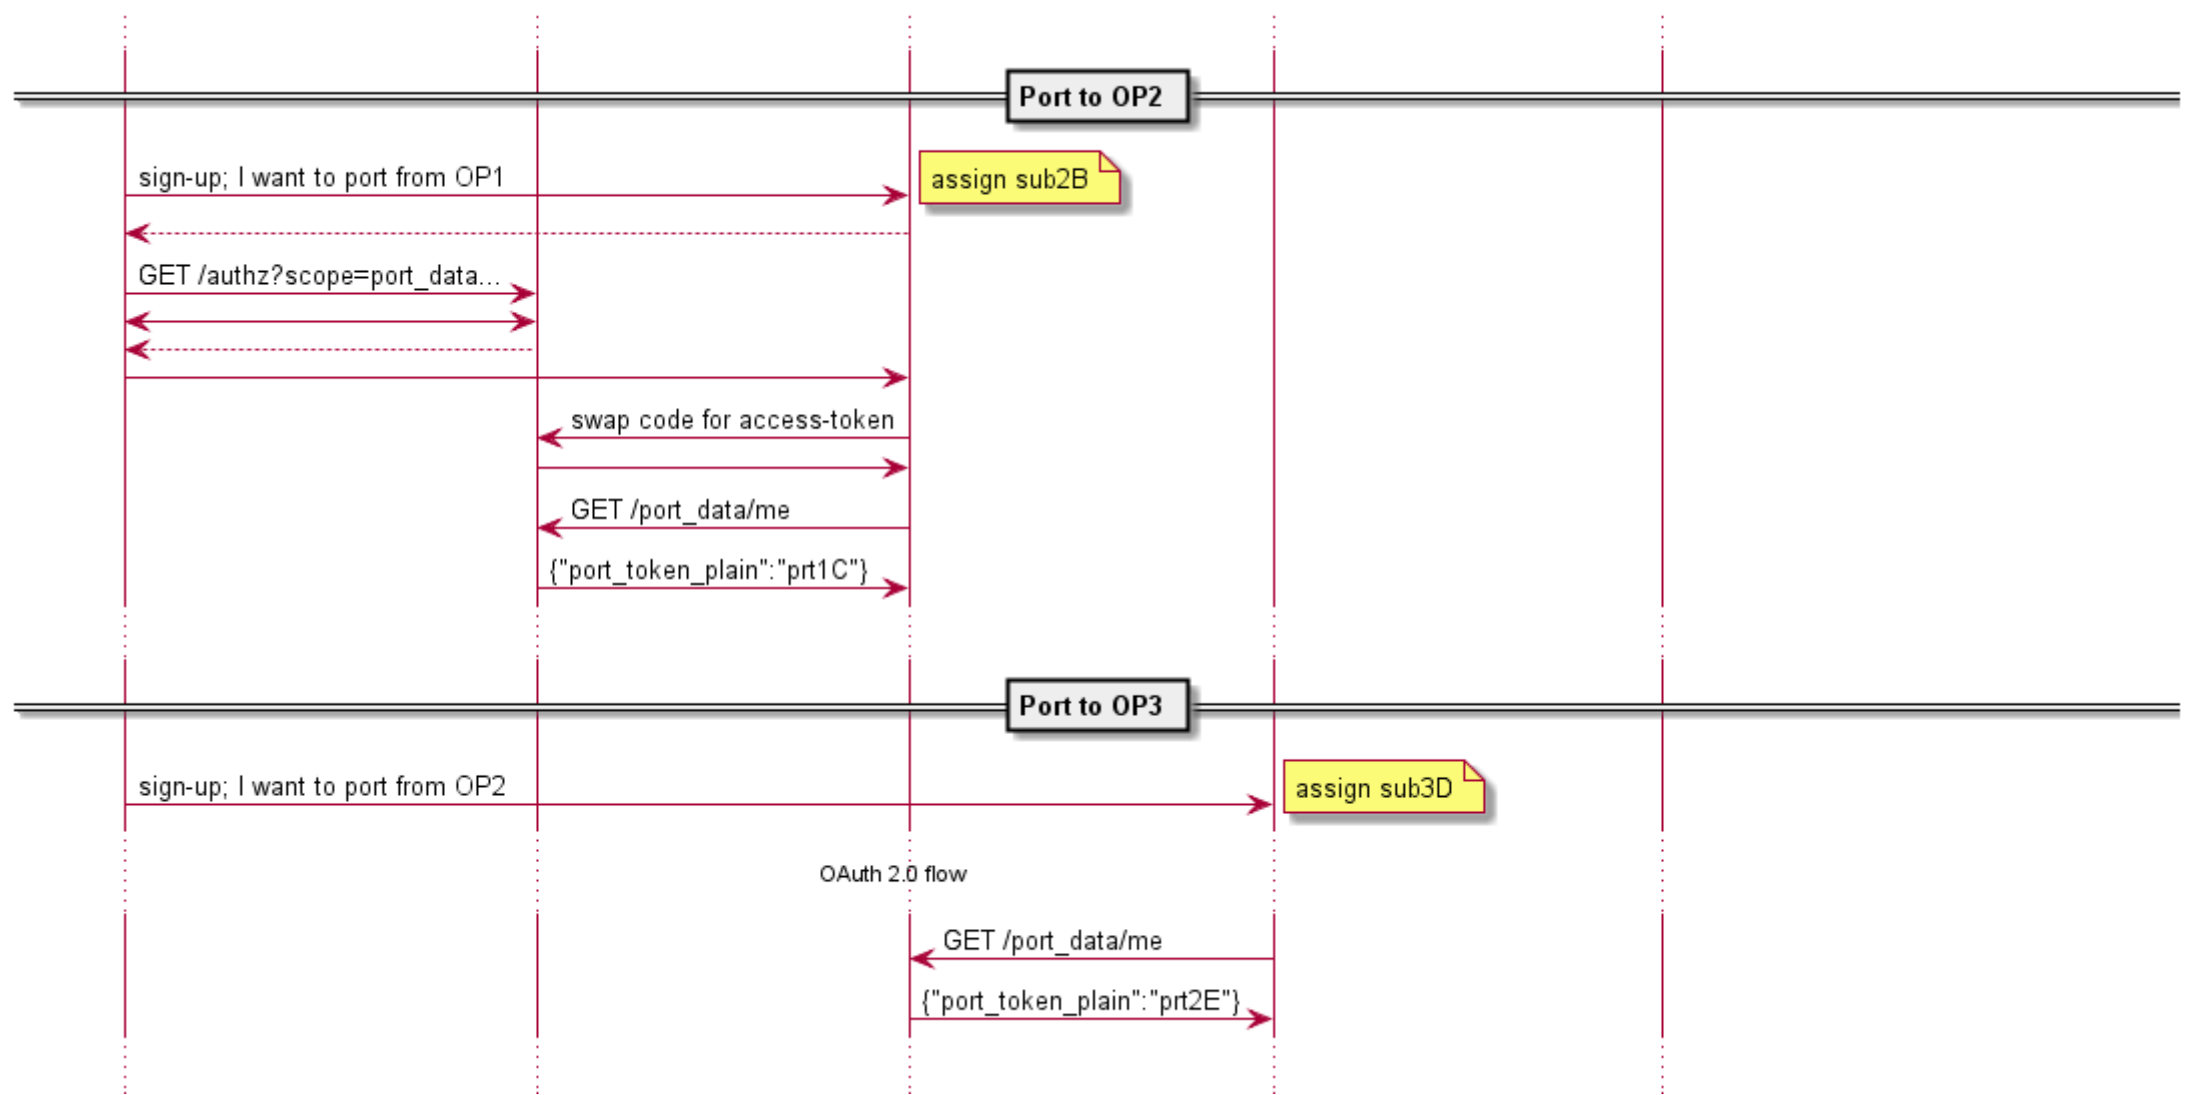 Port to OP2
sign-up; I want to port from OP1
assign sub2B
GET /authz?scope=port_data...
swap code for access-token
GET /port_data/me
{"port_token_plain":"prt1C"}
Port to OP3
sign-up; I want to port from OP2
assign sub3D
OAuth 2.0 flow
GET /port_data/me
{"port_token_plain":"prt2E"}